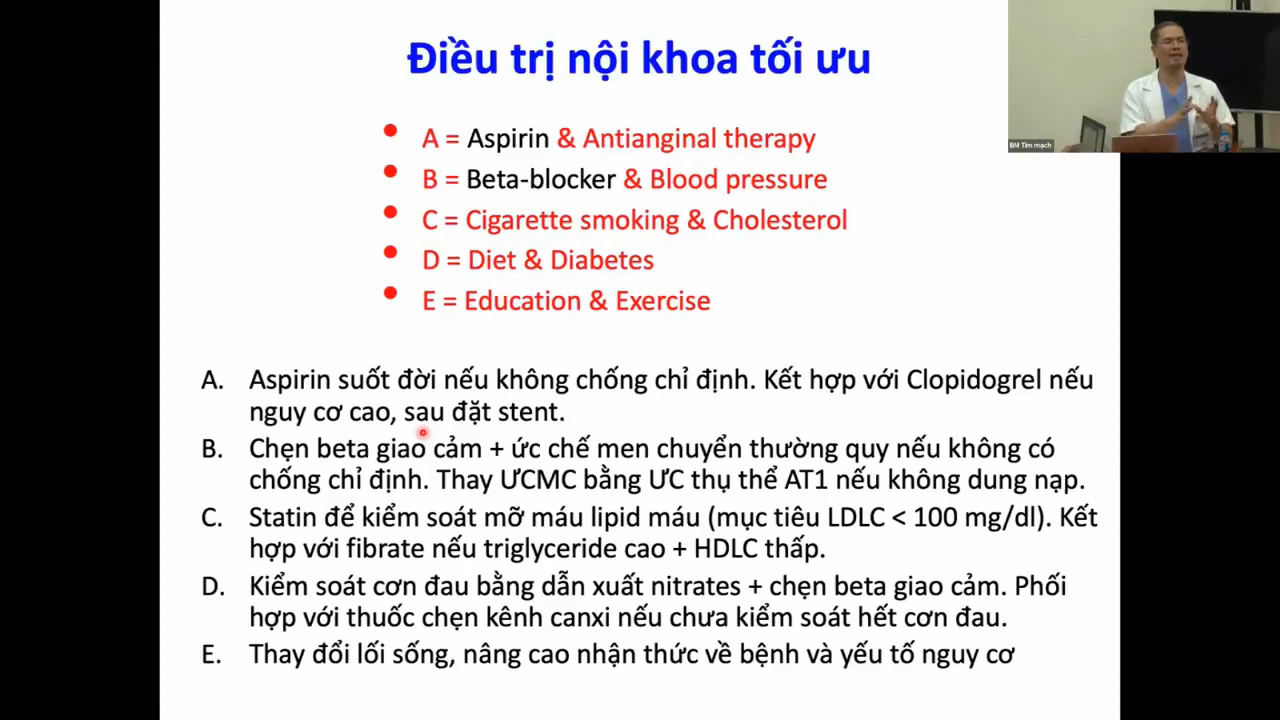 Điều trị nội khoa tối ưu
BM Tim mạch
• A = Aspirin & Antianginal therapy
• B = Beta-blocker & Blood pressure
• C = Cigarette smoking & Cholesterol
• D = Diet & Diabetes
• E = Education & Exercise
A. Aspirin suốt đời nếu không chống chỉ định. Kết hợp với Clopidogrel nếu
nguy cơ cao, sau đặt stent.
B. Chẹn beta giao cảm + ức chế men chuyển thường quy nếu không có
chống chỉ định. Thay ƯCMC bằng ƯC thụ thể AT1 nếu không dung nạp.
C. Statin để kiểm soát mỡ máu lipid máu (mục tiêu LDLC < 100 mg/dl). Kết
hợp với fibrate nếu triglyceride cao + HDLC thấp.
D. Kiểm soát cơn đau bằng dẫn xuất nitrates + chẹn beta giao cảm. Phối
hợp với thuốc chẹn kênh canxi nếu chưa kiểm soát hết cơn đau.
E. Thay đổi lối sống, nâng cao nhận thức về bệnh và yếu tố nguy cơ